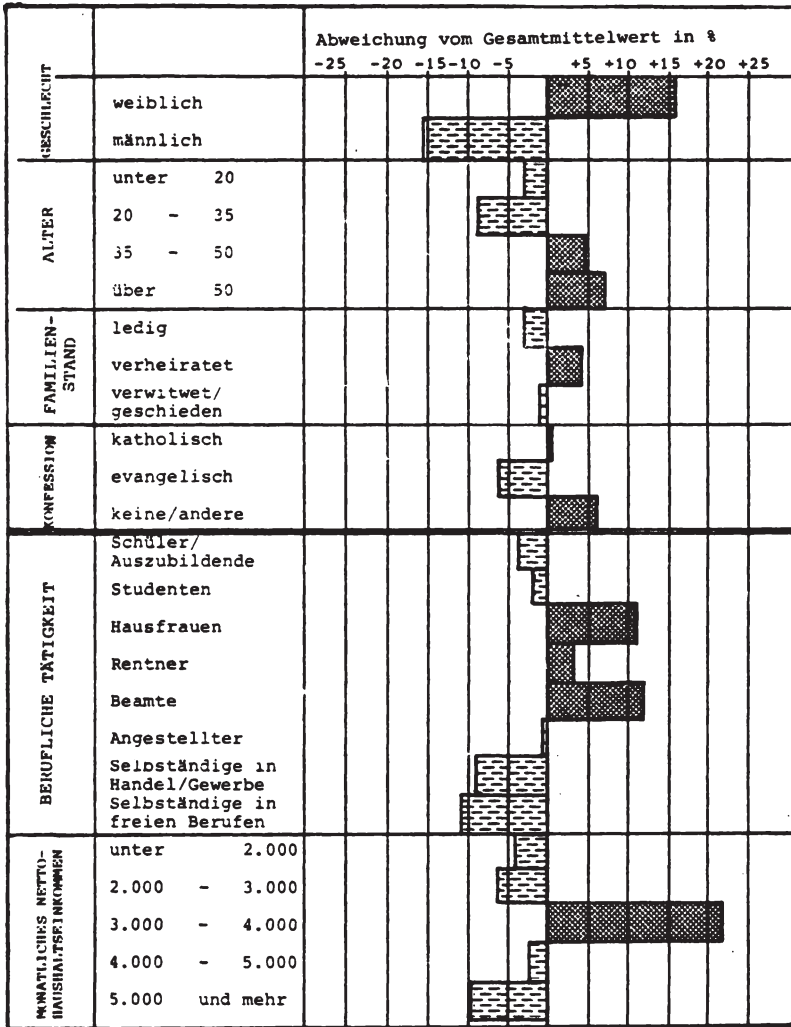 Abweichung vom Gesamtmittelwert in %
-25 -20 -15 -10 -5 +5 +10 +15 +20 +25
GESCHLECHT
weiblich
männlich
ALTER
unter 20
20 - 35
35 - 50
über 50
FAMILIEN-
STAND
ledig
verheiratet
verwitwet/
geschieden
KONFESSION
katholisch
evangelisch
keine/andere
BERUFLICHE TÄTIGKEIT
Schüler/
Auszubildende
Studenten
Hausfrauen
Rentner
Beamte
Angestellter
Selbständige in
Handel/Gewerbe
Selbständige in
freien Berufen
MONATLICHES NETTO-
HAUSHALTSEINKOMMEN
unter 2.000
2.000 - 3.000
3.000 - 4.000
4.000 - 5.000
5.000 und mehr